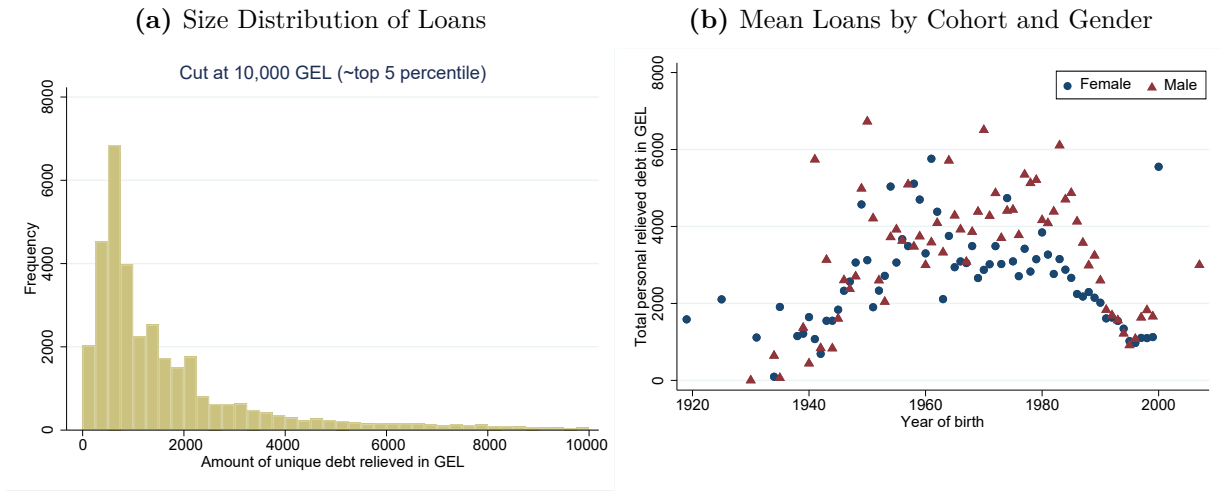 (a) Size Distribution of Loans
Cut at 10,000 GEL (~top 5 percentile)
Frequency
8000
6000
4000
2000
0
0 2000 4000 6000 8000 10000
Amount of unique debt relieved in GEL
(b) Mean Loans by Cohort and Gender
Female Male
Total personal relieved debt in GEL
8000
6000
4000
2000
0
1920 1940 1960 1980 2000
Year of birth